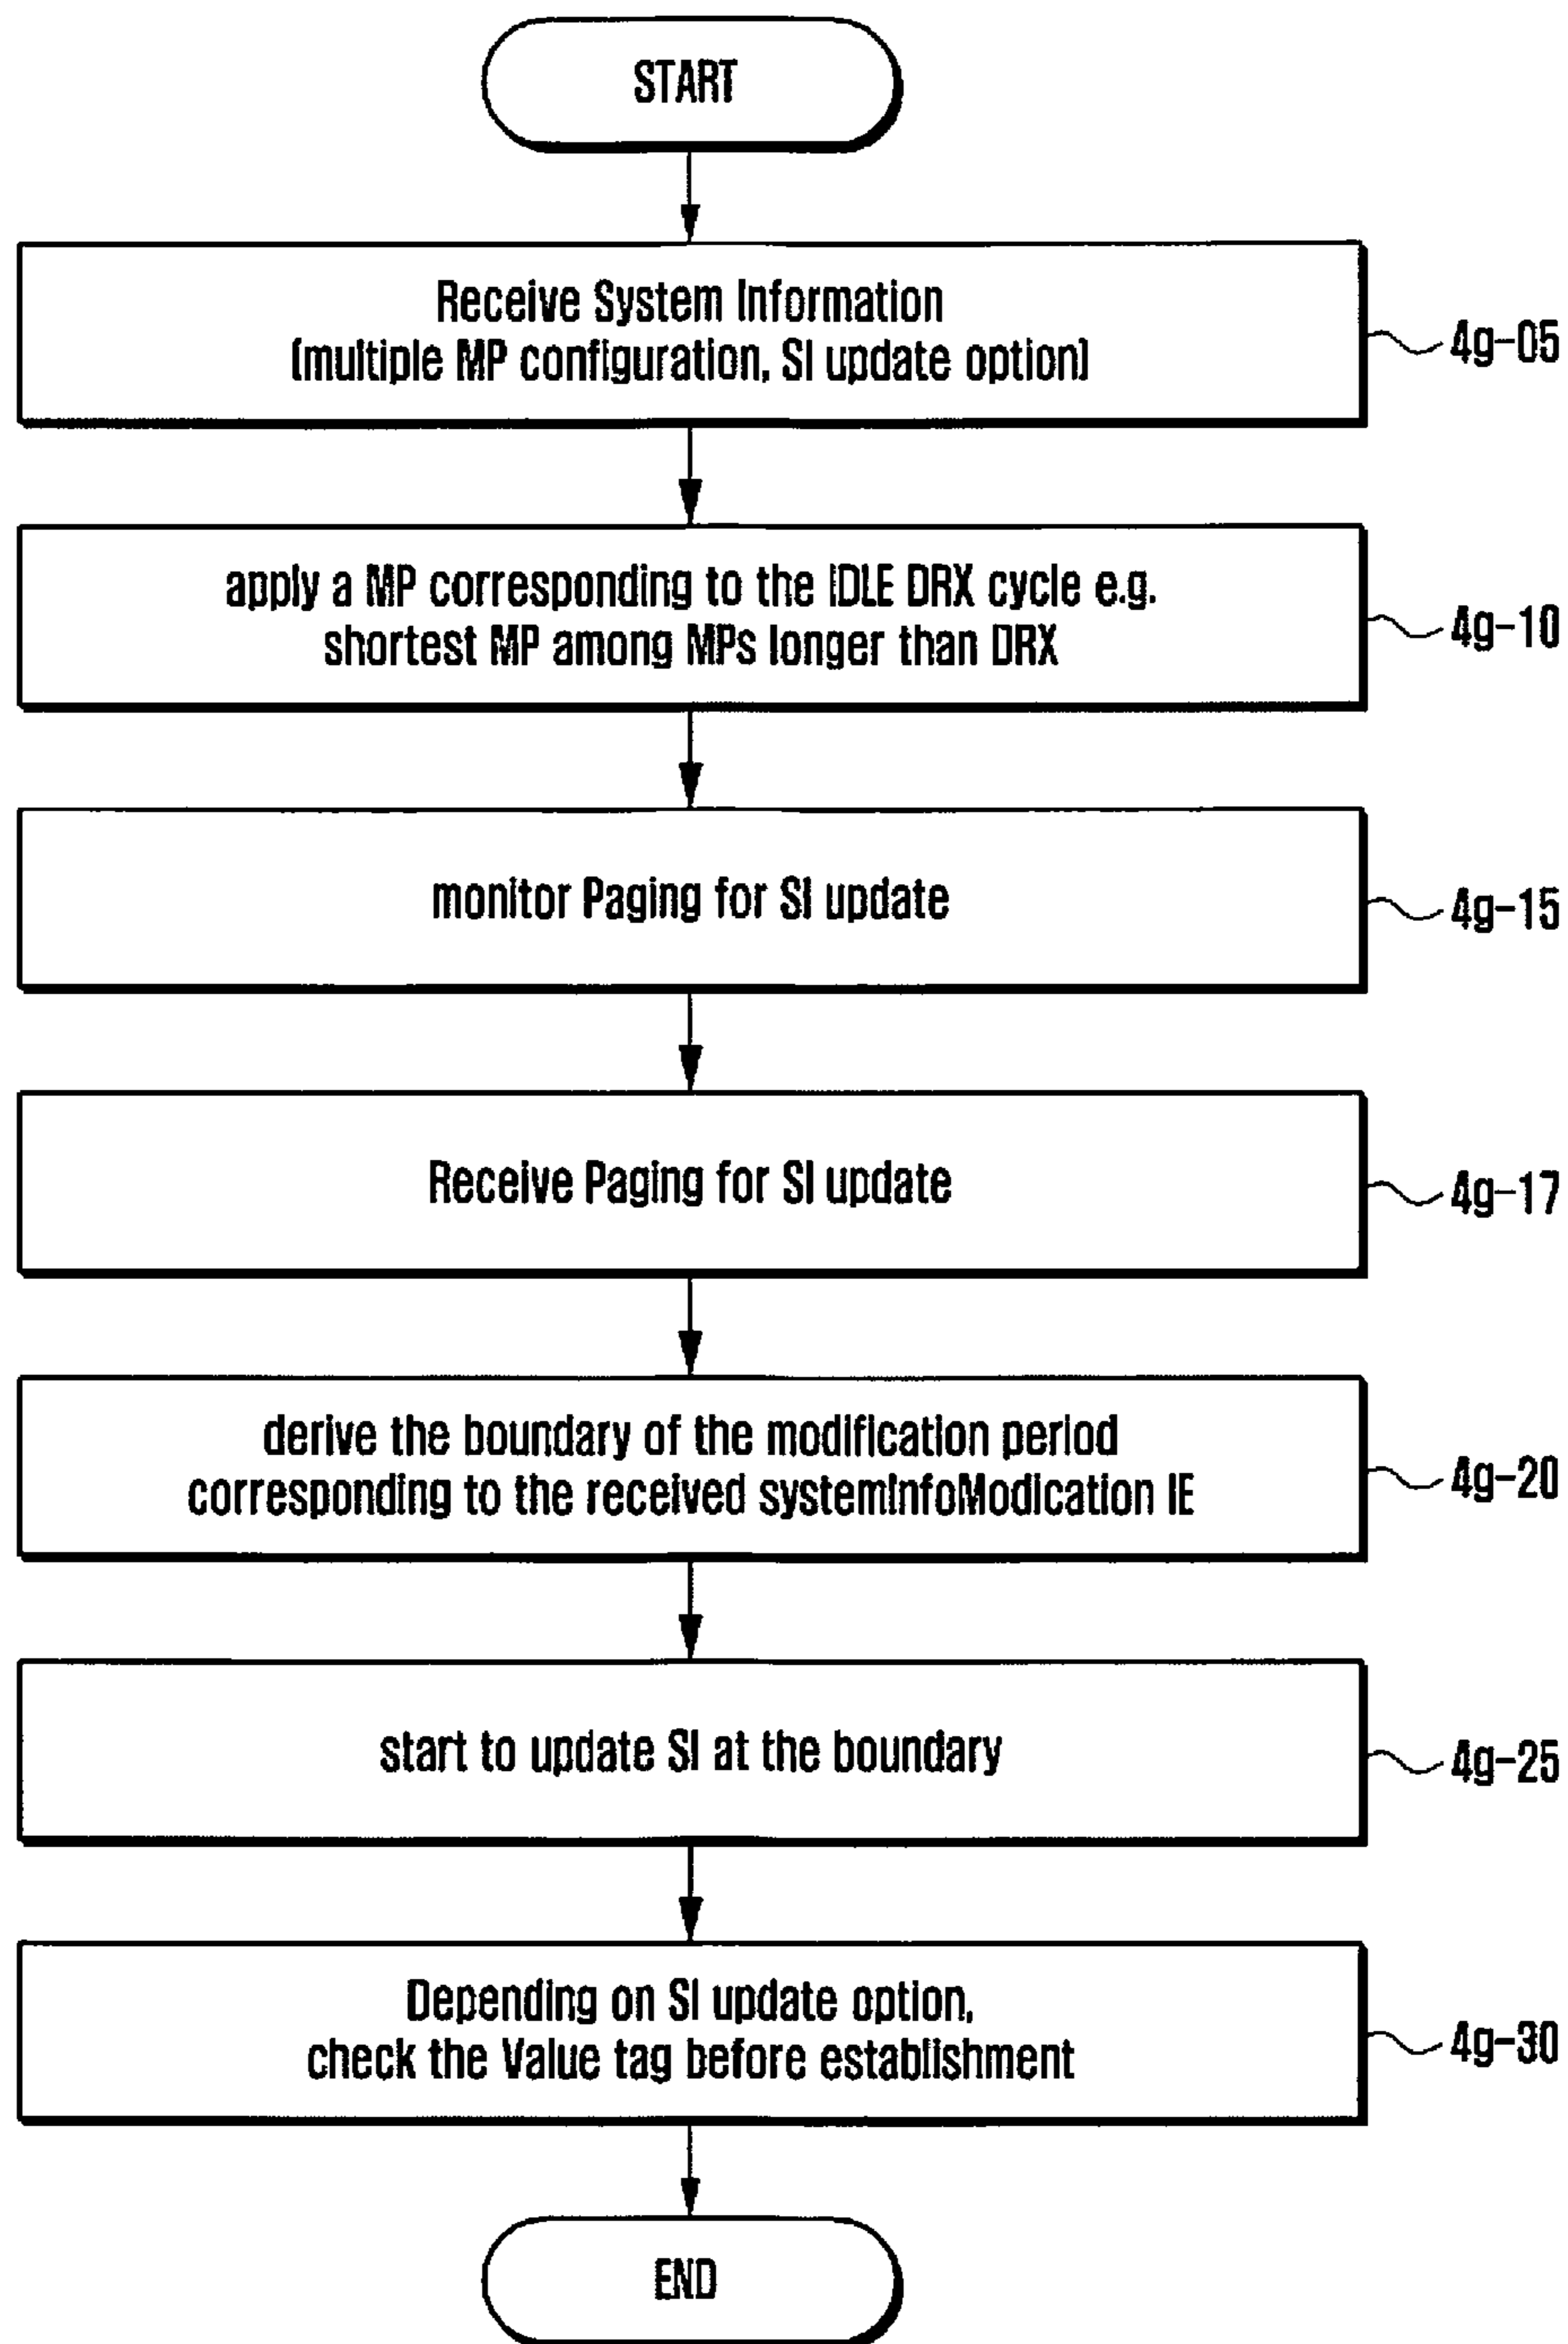 START
Receive System Information
(multiple MP configuration, SI update option)
4g-05
apply a MP corresponding to the IDLE DRX cycle e.g.
shortest MP among MPs longer than DRX
4g-10
monitor Paging for SI update
4g-15
Receive Paging for SI update
4g-17
derive the boundary of the modification period
corresponding to the received systemInfoModication IE
4g-20
start to update SI at the boundary
4g-25
Depending on SI update option,
check the Value tag before establishment
4g-30
END